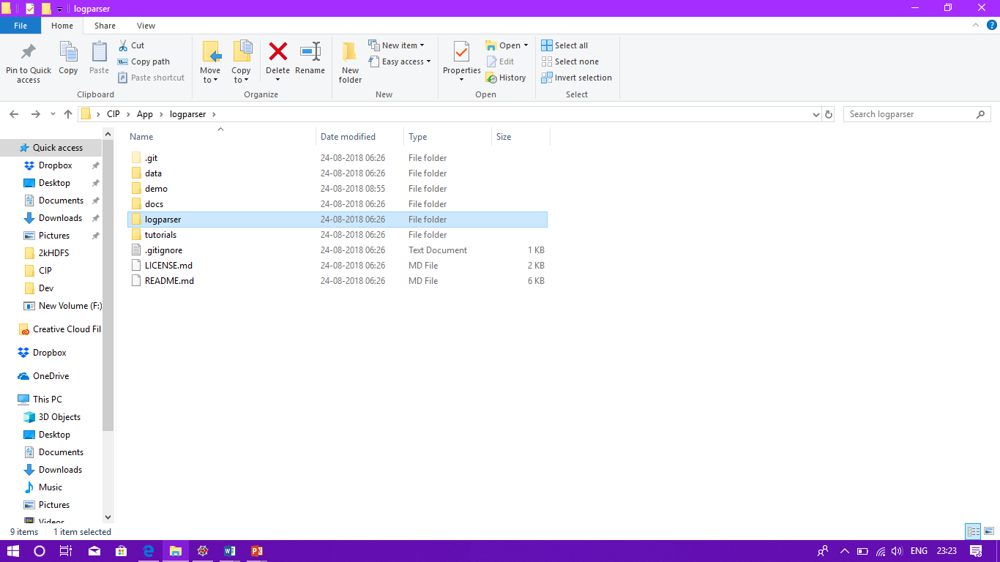 logparser
File Home Share View
Pin to Quick access
Copy
Paste
Cut
Copy path
Paste shortcut
Clipboard
Move to
Copy to
Delete
Rename
Organize
New folder
New item
Easy access
New
Properties
Open
Edit
History
Open
Select all
Select none
Invert selection
Select
CIP App logparser
Search logparser
Quick access
Dropbox
Desktop
Documents
Downloads
Pictures
2kHDFS
CIP
Dev
New Volume (F:)
Creative Cloud Fil
Dropbox
OneDrive
This PC
3D Objects
Desktop
Documents
Downloads
Music
Pictures
Videos
Name Date modified Type Size
.git 24-08-2018 06:26 File folder
data 24-08-2018 06:26 File folder
demo 24-08-2018 08:55 File folder
docs 24-08-2018 06:26 File folder
logparser 24-08-2018 06:26 File folder
tutorials 24-08-2018 06:26 File folder
.gitignore 24-08-2018 06:26 Text Document 1 KB
LICENSE.md 24-08-2018 06:26 MD File 2 KB
README.md 24-08-2018 06:26 MD File 6 KB
9 items 1 item selected
ENG 23:23